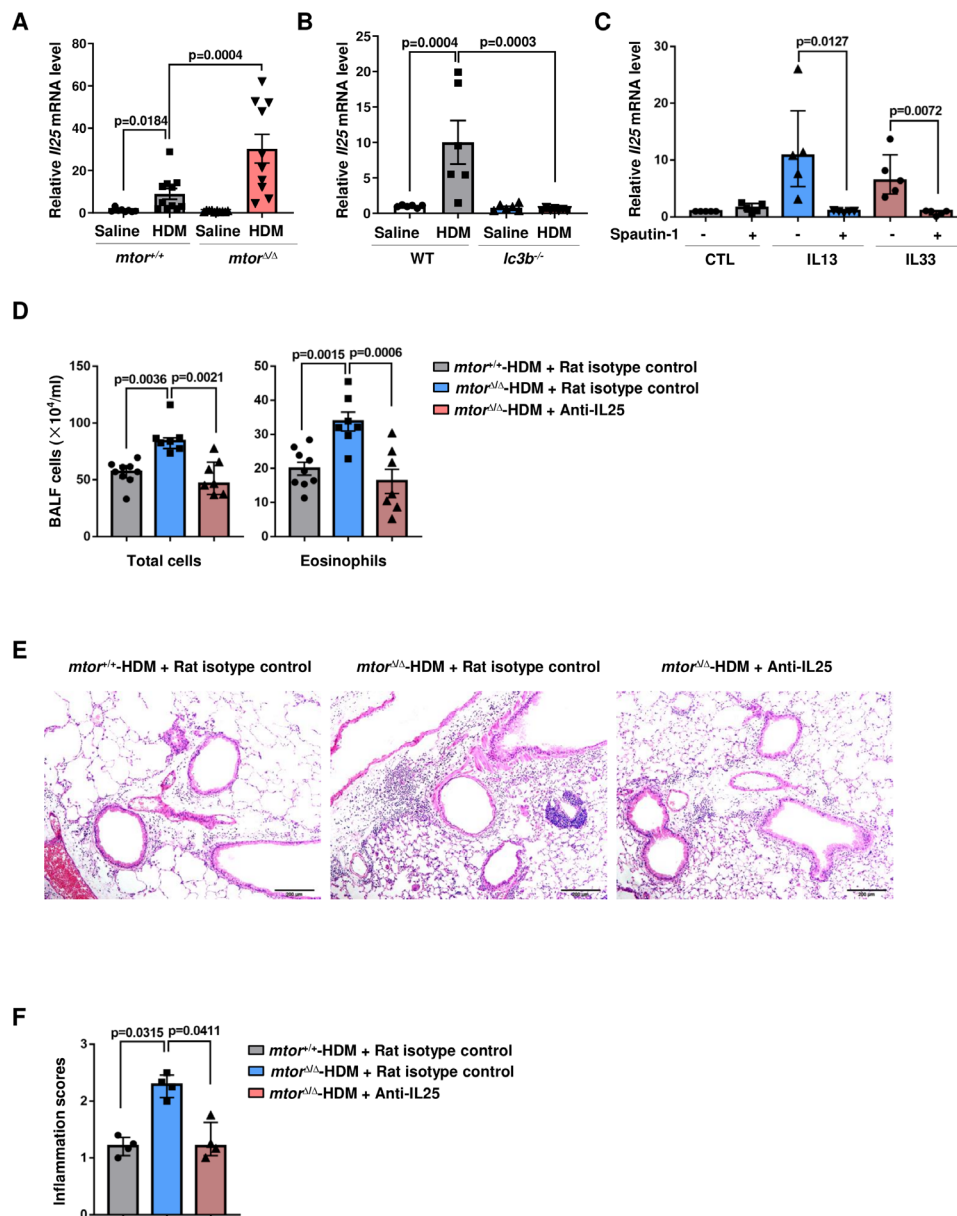 A
Relative Il25 mRNA level
80
60
40
20
0
p=0.0184
p=0.0004
Saline HDM Saline HDM
mtor+/+ mtorΔ/Δ
B
Relative Il25 mRNA level
25
20
15
10
5
0
p=0.0004 p=0.0003
Saline HDM Saline HDM
WT lc3b-/-
C
Relative Il25 mRNA level
30
20
10
0
p=0.0127
p=0.0072
Spautin-1 - + - + - +
CTL IL13 IL33
D
BALF cells (×10⁴/ml)
150
100
50
0
p=0.0036 p=0.0021
Total cells
50
40
30
20
10
0
p=0.0015 p=0.0006
Eosinophils
mtor+/+-HDM + Rat isotype control
mtorΔ/Δ-HDM + Rat isotype control
mtorΔ/Δ-HDM + Anti-IL25
E
mtor+/+-HDM + Rat isotype control
mtorΔ/Δ-HDM + Rat isotype control
mtorΔ/Δ-HDM + Anti-IL25
200 μm
200 μm
F
Inflammation scores
3
2
1
p=0.0315 p=0.0411
mtor+/+-HDM + Rat isotype control
mtorΔ/Δ-HDM + Rat isotype control
mtorΔ/Δ-HDM + Anti-IL25